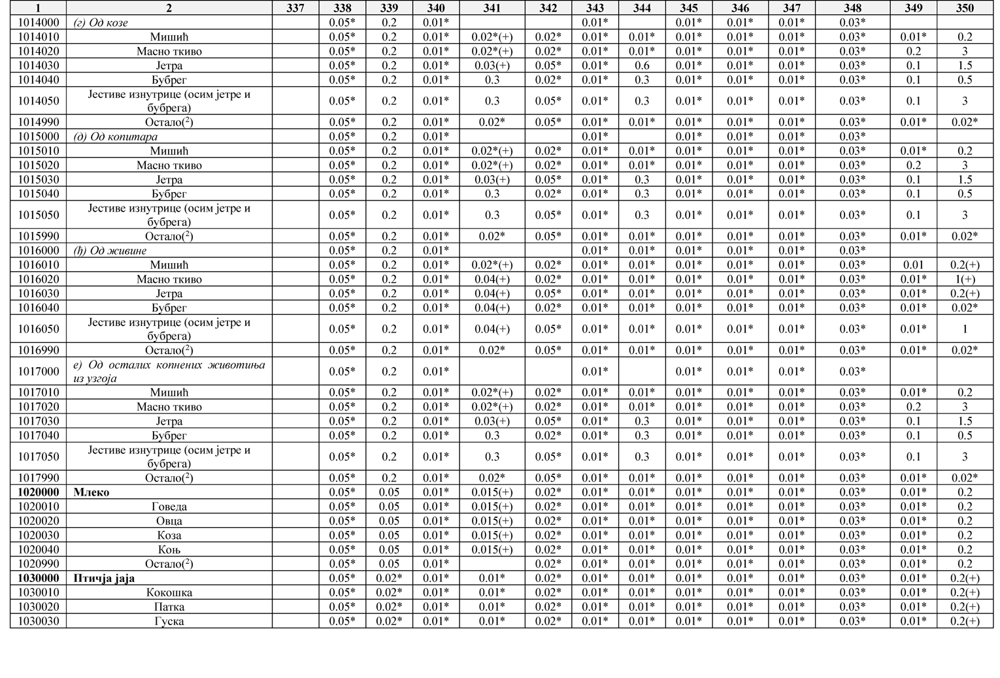 1 2 337 338 339 340 341 342 343 344 345 346 347 348 349 350
1014000 (г) Од козе 0.05* 0.2 0.01* 0.01* 0.01* 0.01* 0.01* 0.03*
1014010 Мишић 0.05* 0.2 0.01* 0.02*(+) 0.02* 0.01* 0.01* 0.01* 0.01* 0.01* 0.03* 0.01* 0.2
1014020 Масно ткиво 0.05* 0.2 0.01* 0.02*(+) 0.02* 0.01* 0.01* 0.01* 0.01* 0.01* 0.03* 0.2 3
1014030 Јетра 0.05* 0.2 0.01* 0.03(+) 0.05* 0.01* 0.6 0.01* 0.01* 0.01* 0.03* 0.1 1.5
1014040 Бубрег 0.05* 0.2 0.01* 0.3 0.02* 0.01* 0.3 0.01* 0.01* 0.01* 0.03* 0.1 0.5
Јестиве изнутрице (осим јетре и
1014050 бубрега) 0.05* 0.2 0.01* 0.3 0.05* 0.01* 0.3 0.01* 0.01* 0.01* 0.03* 0.1 3
1014990 Остало(2) 0.05* 0.2 0.01* 0.02* 0.05* 0.01* 0.01* 0.01* 0.01* 0.01* 0.03* 0.01* 0.02*
1015000 (д) Од копитара 0.05* 0.2 0.01* 0.01* 0.01* 0.01* 0.01* 0.03*
1015010 Мишић 0.05* 0.2 0.01* 0.02*(+) 0.02* 0.01* 0.01* 0.01* 0.01* 0.01* 0.03* 0.01* 0.2
1015020 Масно ткиво 0.05* 0.2 0.01* 0.02*(+) 0.02* 0.01* 0.01* 0.01* 0.01* 0.01* 0.03* 0.2 3
1015030 Јетра 0.05* 0.2 0.01* 0.03(+) 0.05* 0.01* 0.3 0.01* 0.01* 0.01* 0.03* 0.1 1.5
1015040 Бубрег 0.05* 0.2 0.01* 0.3 0.02* 0.01* 0.3 0.01* 0.01* 0.01* 0.03* 0.1 0.5
Јестиве изнутрице (осим јетре и
1015050 бубрега) 0.05* 0.2 0.01* 0.3 0.05* 0.01* 0.3 0.01* 0.01* 0.01* 0.03* 0.1 3
1015990 Остало(2) 0.05* 0.2 0.01* 0.02* 0.05* 0.01* 0.01* 0.01* 0.01* 0.01* 0.03* 0.01* 0.02*
1016000 (ђ) Од живине 0.05* 0.2 0.01* 0.01* 0.01* 0.01* 0.01* 0.01* 0.03*
1016010 Мишић 0.05* 0.2 0.01* 0.02*(+) 0.02* 0.01* 0.01* 0.01* 0.01* 0.01* 0.03* 0.01 0.2(+)
1016020 Масно ткиво 0.05* 0.2 0.01* 0.04(+) 0.02* 0.01* 0.01* 0.01* 0.01* 0.01* 0.03* 0.01* 1(+)
1016030 Јетра 0.05* 0.2 0.01* 0.04(+) 0.05* 0.01* 0.01* 0.01* 0.01* 0.01* 0.03* 0.01* 0.2(+)
1016040 Бубрег 0.05* 0.2 0.01* 0.04(+) 0.02* 0.01* 0.01* 0.01* 0.01* 0.01* 0.03* 0.01* 0.02*
Јестиве изнутрице (осим јетре и
1016050 бубрега) 0.05* 0.2 0.01* 0.04(+) 0.05* 0.01* 0.01* 0.01* 0.01* 0.01* 0.03* 0.01* 1
1016990 Остало(2) 0.05* 0.2 0.01* 0.02* 0.05* 0.01* 0.01* 0.01* 0.01* 0.01* 0.03* 0.01* 0.02*
е) Од осталих копнених животиња
1017000 из узгоја 0.05* 0.2 0.01* 0.01* 0.01* 0.01* 0.01* 0.03*
1017010 Мишић 0.05* 0.2 0.01* 0.02*(+) 0.02* 0.01* 0.01* 0.01* 0.01* 0.01* 0.03* 0.01* 0.2
1017020 Масно ткиво 0.05* 0.2 0.01* 0.02*(+) 0.02* 0.01* 0.01* 0.01* 0.01* 0.01* 0.03* 0.2 3
1017030 Јетра 0.05* 0.2 0.01* 0.03(+) 0.05* 0.01* 0.3 0.01* 0.01* 0.01* 0.03* 0.1 1.5
1017040 Бубрег 0.05* 0.2 0.01* 0.3 0.02* 0.01* 0.3 0.01* 0.01* 0.01* 0.03* 0.1 0.5
Јестиве изнутрице (осим јетре и
1017050 бубрега) 0.05* 0.2 0.01* 0.3 0.05* 0.01* 0.3 0.01* 0.01* 0.01* 0.03* 0.1 3
1017990 Остало(2) 0.05* 0.2 0.01* 0.02* 0.05* 0.01* 0.01* 0.01* 0.01* 0.01* 0.03* 0.01* 0.02*
1020000 Млеко 0.05* 0.05 0.01* 0.015(+) 0.02* 0.01* 0.01* 0.01* 0.01* 0.01* 0.03* 0.01* 0.2
1020010 Говеда 0.05* 0.05 0.01* 0.015(+) 0.02* 0.01* 0.01* 0.01* 0.01* 0.01* 0.03* 0.01* 0.2
1020020 Овца 0.05* 0.05 0.01* 0.015(+) 0.02* 0.01* 0.01* 0.01* 0.01* 0.01* 0.03* 0.01* 0.2
1020030 Коза 0.05* 0.05 0.01* 0.015(+) 0.02* 0.01* 0.01* 0.01* 0.01* 0.01* 0.03* 0.01* 0.2
1020040 Коњ 0.05* 0.05 0.01* 0.015(+) 0.02* 0.01* 0.01* 0.01* 0.01* 0.01* 0.03* 0.01* 0.2
1020990 Остало(2) 0.05* 0.05 0.01* 0.02* 0.01* 0.01* 0.01* 0.01* 0.01* 0.03* 0.01* 0.2
1030000 Птичја јаја 0.05* 0.02* 0.01* 0.01* 0.02* 0.01* 0.01* 0.01* 0.01* 0.01* 0.03* 0.01* 0.2(+)
1030010 Кокошка 0.05* 0.02* 0.01* 0.01* 0.02* 0.01* 0.01* 0.01* 0.01* 0.01* 0.03* 0.01* 0.2(+)
1030020 Патка 0.05* 0.02* 0.01* 0.01* 0.02* 0.01* 0.01* 0.01* 0.01* 0.01* 0.03* 0.01* 0.2(+)
1030030 Гуска 0.05* 0.02* 0.01* 0.01* 0.02* 0.01* 0.01* 0.01* 0.01* 0.01* 0.03* 0.01* 0.2(+)